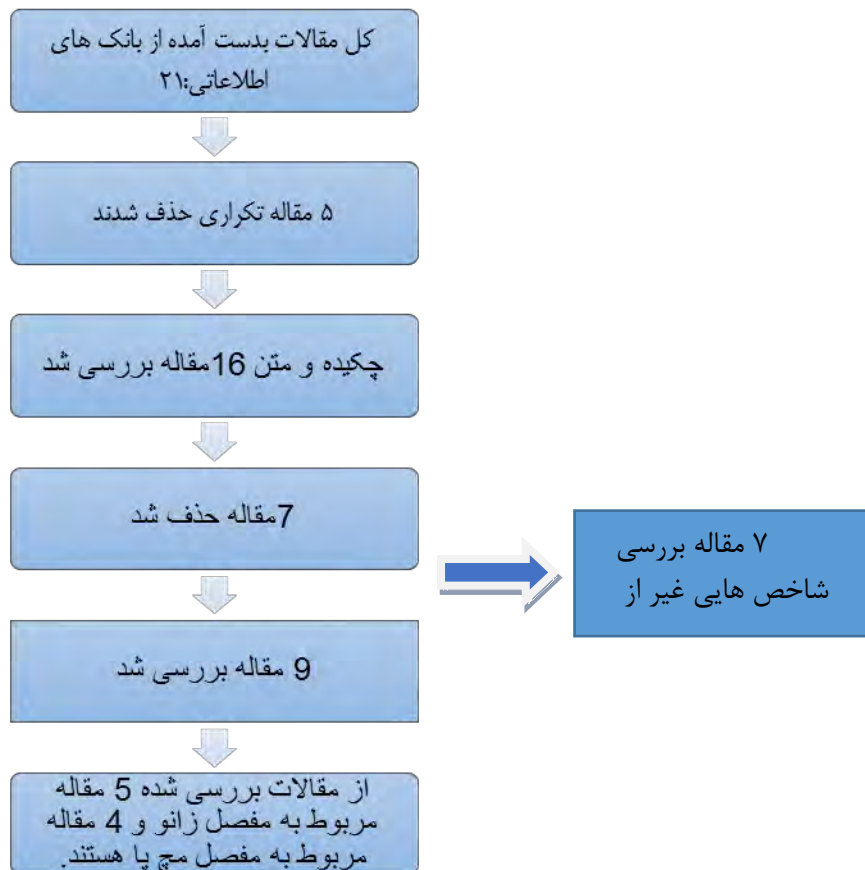 کل مقالات بدست آمده از بانک های
اطلاعاتی:۲۱
۵ مقاله تکراری حذف شدند
چکیده و متن 16مقاله بررسی شد
7مقاله حذف شد
۷ مقاله بررسی
شاخص هایی غیر از
9 مقاله بررسی شد
از مقالات بررسی شده 5 مقاله
مربوط به مفصل زانو و 4 مقاله
مربوط به مفصل مچ پا هستند.